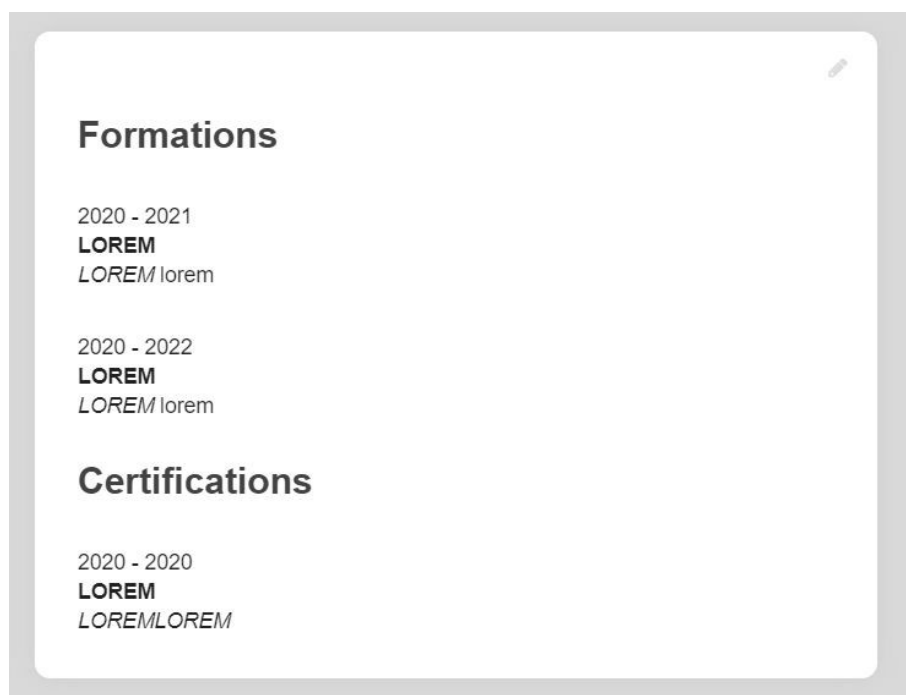 Formations
2020 - 2021
LOREM
LOREM lorem
2020 - 2022
LOREM
LOREM lorem
Certifications
2020 - 2020
LOREM
LOREMLOREM